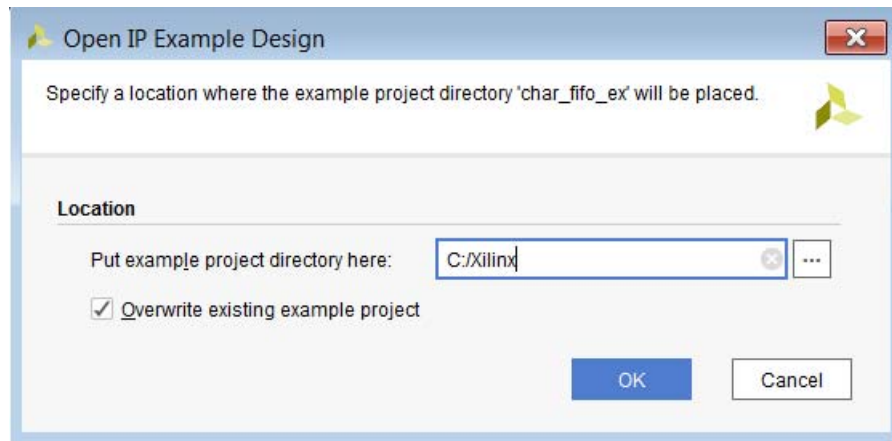 Open IP Example Design
Specify a location where the example project directory 'char_fifo_ex' will be placed.
Location
Put example project directory here: C:/Xilinx ...
Overwrite existing example project
OK Cancel